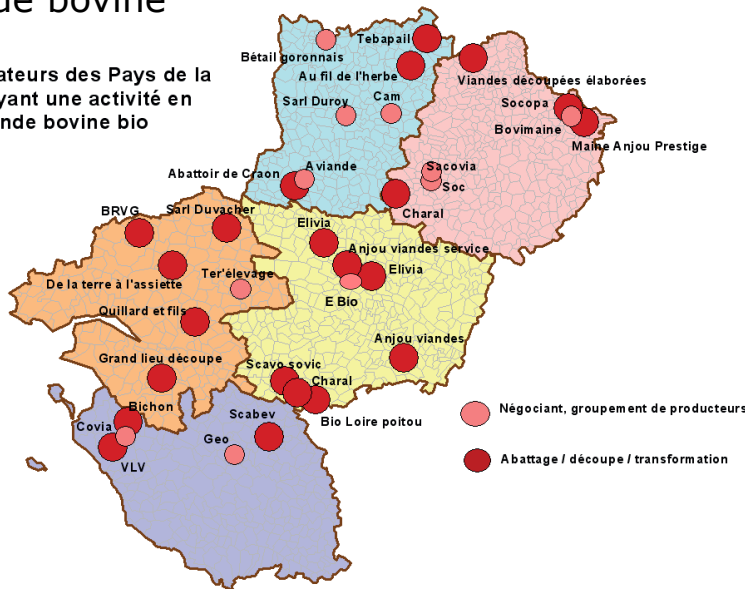 de bovine
ateurs des Pays de la
yant une activité en
nde bovine bio
Tebapail
Bétail goronnais
Au fil de l'herbe
Viandes découpées élaborées
Sarl Duroy
Cam
Socopa
Bovimaine
Maine Anjou Prestige
Aviande
Abattoir de Craon
Sacovia
Soc
Charal
BRVG
Sarl Duvacher
Elivia
Anjou viandes service
Elivia
Ter'élevage
De la terre à l'assiette
E Bio
Quillard et fils
Anjou viandes
Grand lieu découpe
Scavo sovic
Charal
Bio Loire poitou
Bichon
Covia
Scabev
Geo
VLV
Négociant, groupement de producteurs
Abattage / découpe / transformation